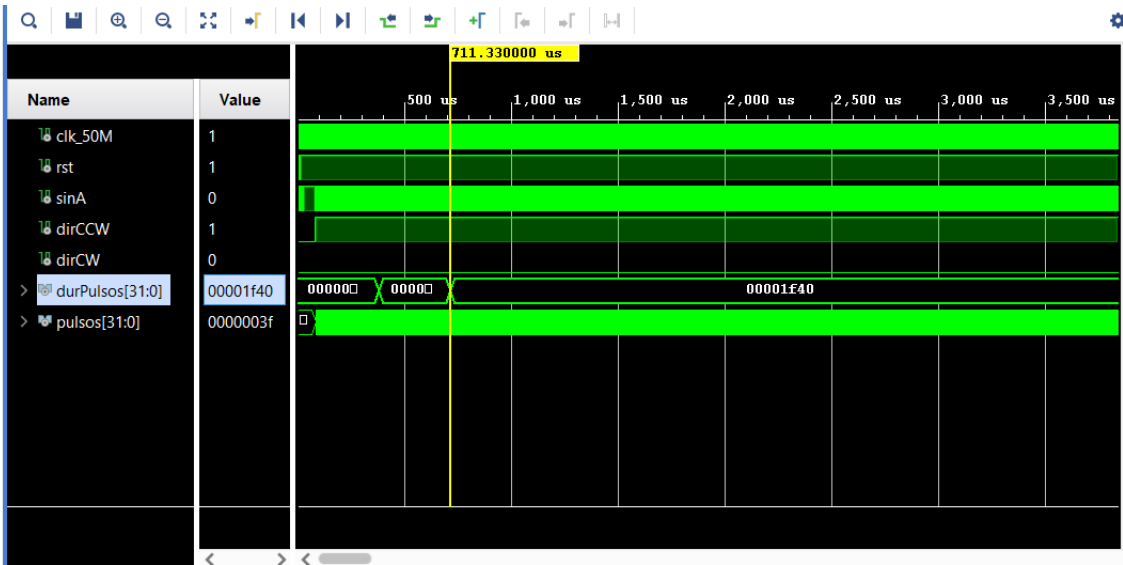 711.330000 us
Name Value
500 us 1,000 us 1,500 us 2,000 us 2,500 us 3,000 us 3,500 us
clk_50M 1
rst 1
sinA 0
dirCCW 1
dirCW 0
durPulsos[31:0] 00001f40 00000□ 0000□ 00001f40
pulsos[31:0] 0000003f □